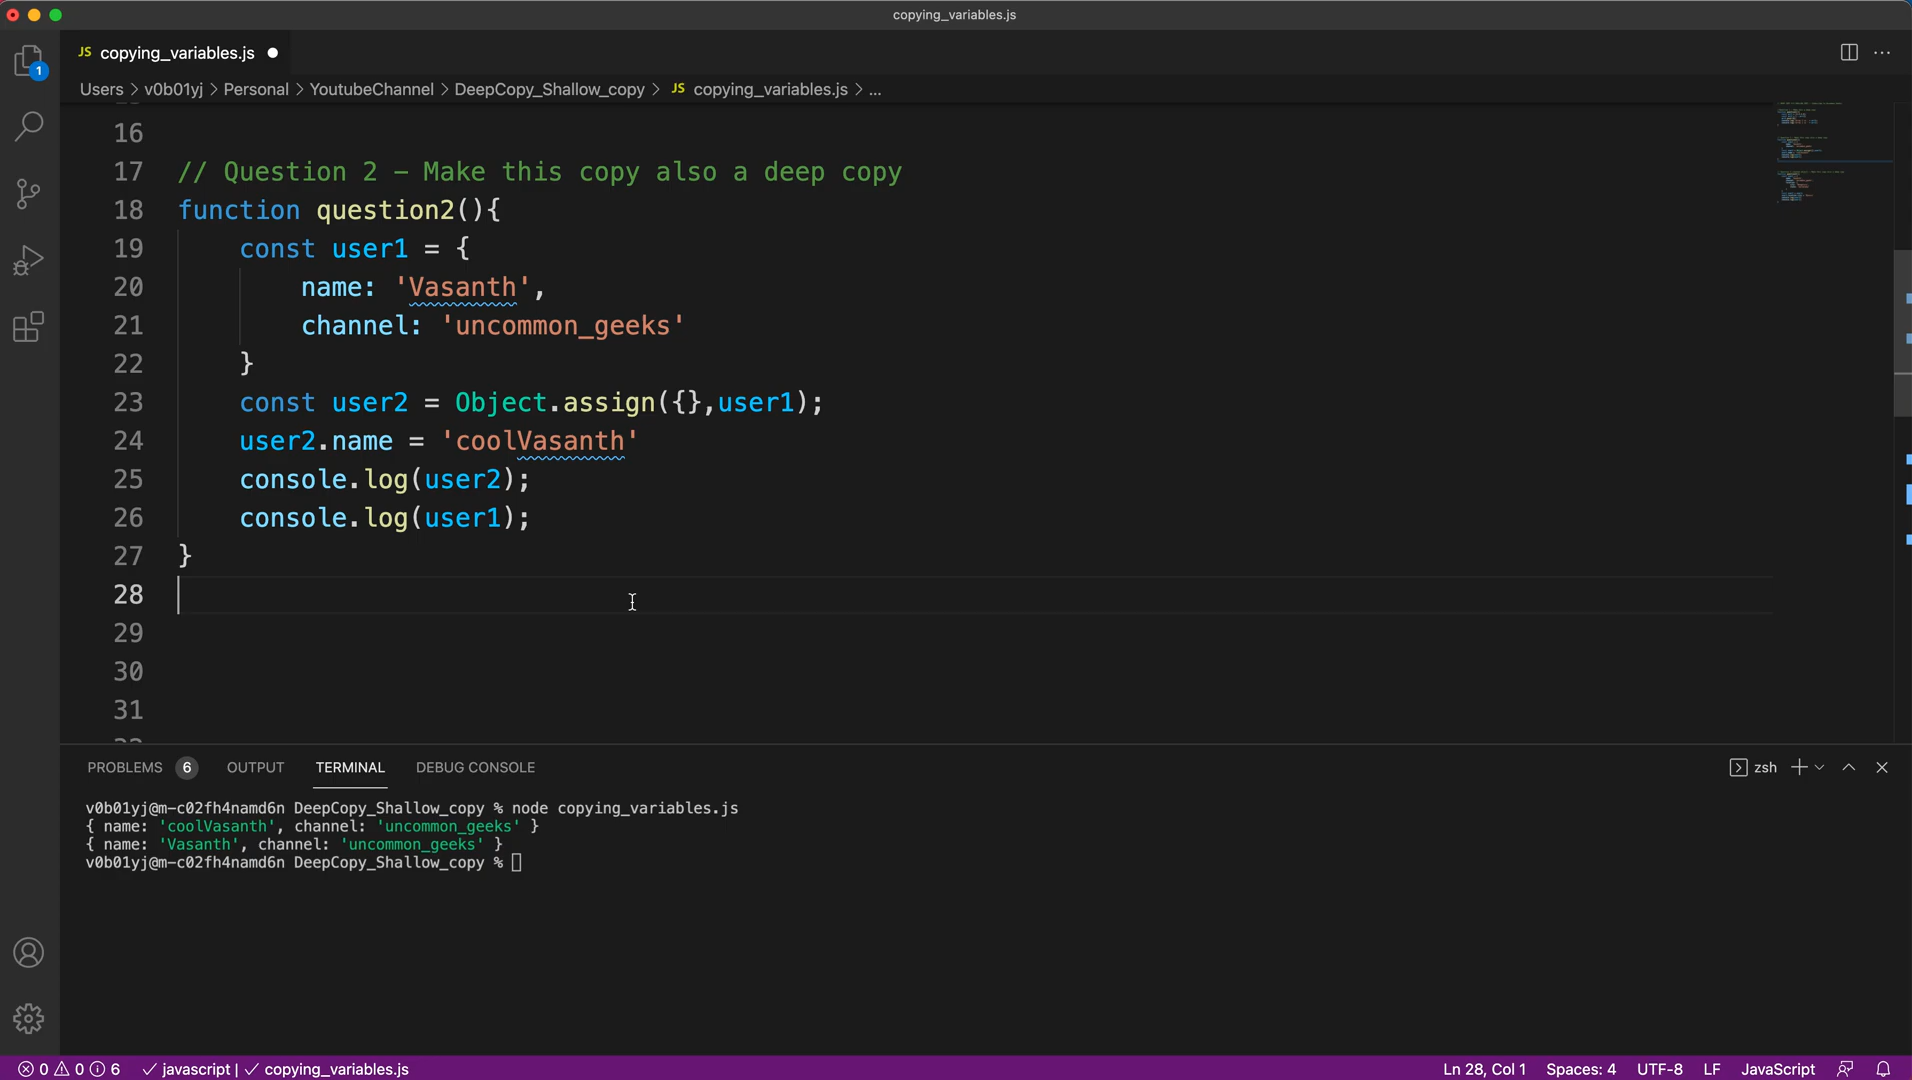 copying_variables.js
JS copying_variables.js
1
Users > v0b01yj > Personal > YoutubeChannel > DeepCopy_Shallow_copy > JS copying_variables.js > ...
16
17 // Question 2 - Make this copy also a deep copy
18 function question2(){
19 const user1 = {
20 name: 'Vasanth',
21 channel: 'uncommon_geeks'
22 }
23 const user2 = Object.assign({},user1);
24 user2.name = 'coolVasanth'
25 console.log(user2);
26 console.log(user1);
27 }
28
29
30
31
PROBLEMS 6 OUTPUT TERMINAL DEBUG CONSOLE zsh
v0b01yj@m-c02fh4namd6n DeepCopy_Shallow_copy % node copying_variables.js
{ name: 'coolVasanth', channel: 'uncommon_geeks' }
{ name: 'Vasanth', channel: 'uncommon_geeks' }
v0b01yj@m-c02fh4namd6n DeepCopy_Shallow_copy %
0 0 6 javascript | copying_variables.js Ln 28, Col 1 Spaces: 4 UTF-8 LF JavaScript